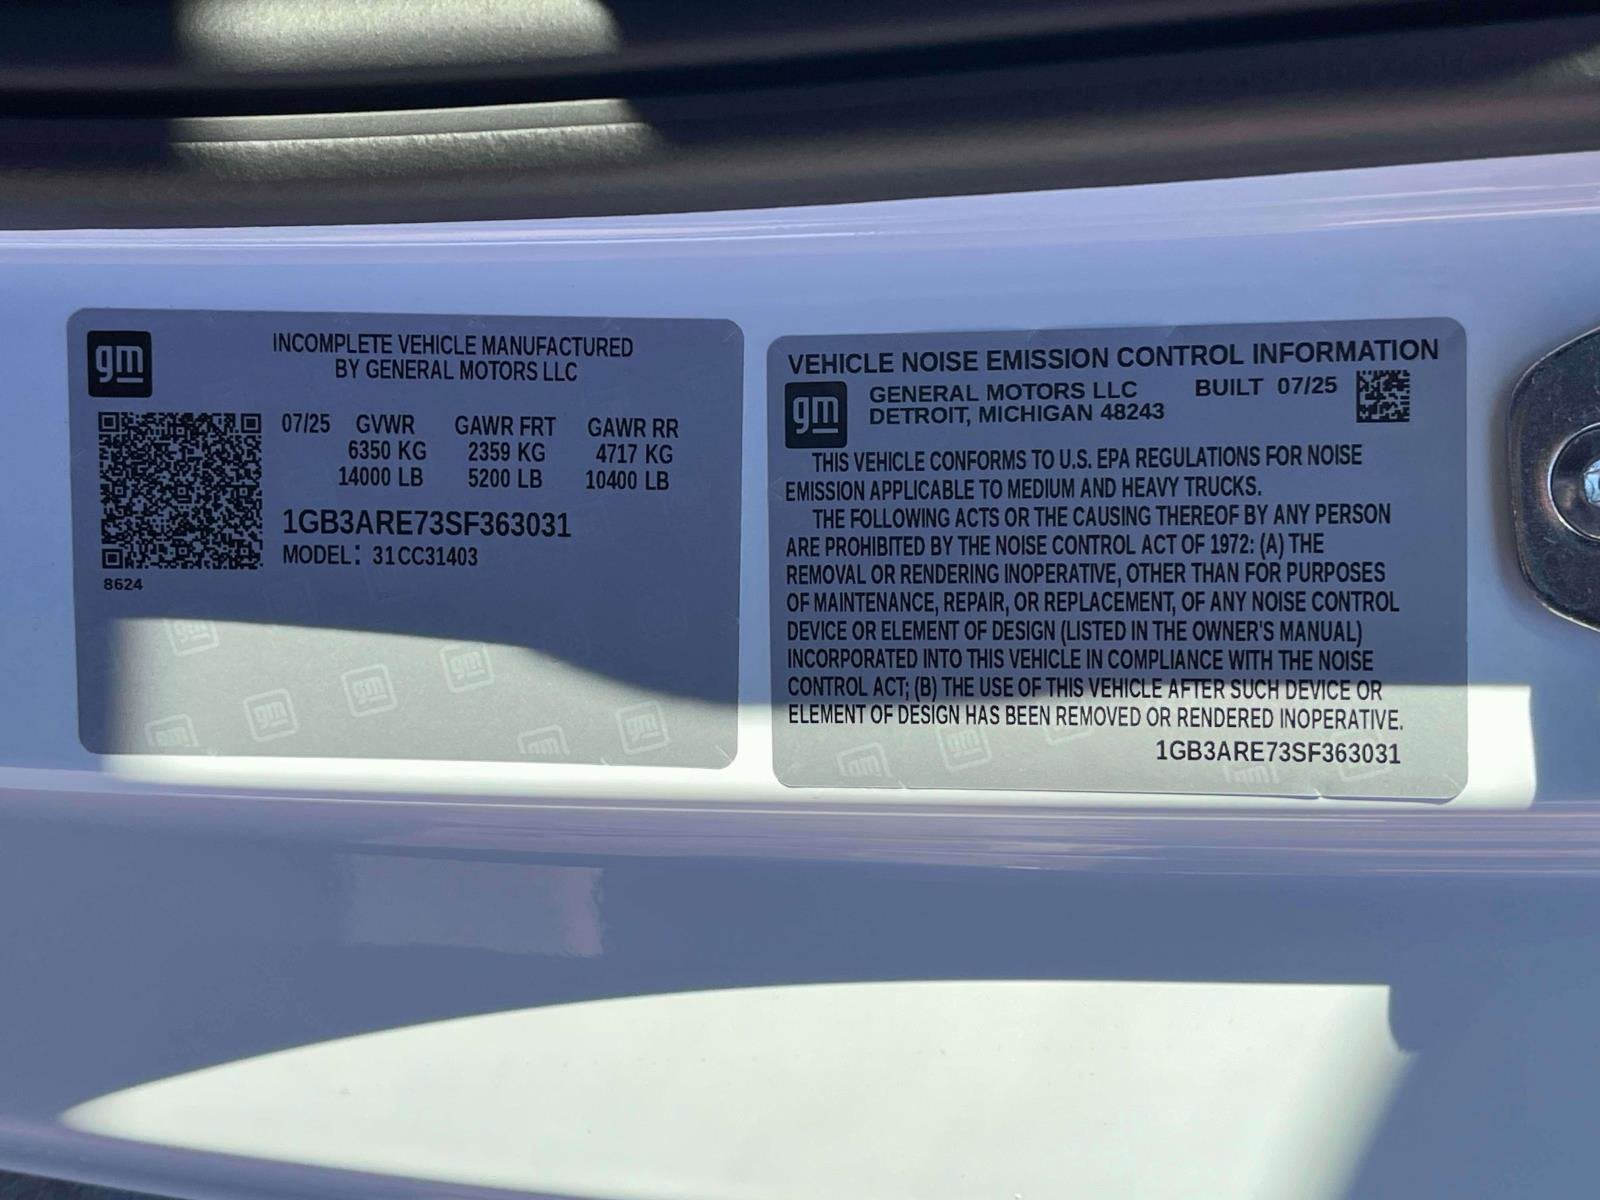 gm
INCOMPLETE VEHICLE MANUFACTURED
BY GENERAL MOTORS LLC
07/25 GVWR GAWR FRT GAWR RR
6350 KG 2359 KG 4717 KG
14000 LB 5200 LB 10400 LB
1GB3ARE73SF363031
MODEL: 31CC31403
8624
VEHICLE NOISE EMISSION CONTROL INFORMATION
gm
GENERAL MOTORS LLC BUILT 07/25
DETROIT, MICHIGAN 48243
THIS VEHICLE CONFORMS TO U.S. EPA REGULATIONS FOR NOISE
EMISSION APPLICABLE TO MEDIUM AND HEAVY TRUCKS.
THE FOLLOWING ACTS OR THE CAUSING THEREOF BY ANY PERSON
ARE PROHIBITED BY THE NOISE CONTROL ACT OF 1972: (A) THE
REMOVAL OR RENDERING INOPERATIVE, OTHER THAN FOR PURPOSES
OF MAINTENANCE, REPAIR, OR REPLACEMENT, OF ANY NOISE CONTROL
DEVICE OR ELEMENT OF DESIGN (LISTED IN THE OWNER'S MANUAL)
INCORPORATED INTO THIS VEHICLE IN COMPLIANCE WITH THE NOISE
CONTROL ACT; (B) THE USE OF THIS VEHICLE AFTER SUCH DEVICE OR
ELEMENT OF DESIGN HAS BEEN REMOVED OR RENDERED INOPERATIVE.
1GB3ARE73SF363031